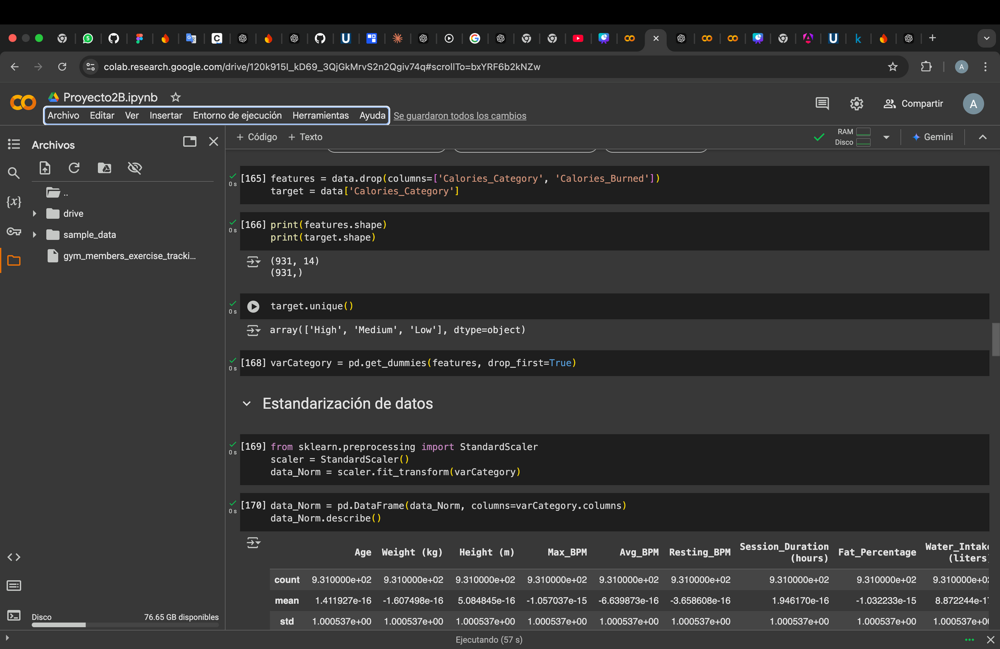 5
colab.research.google.com/drive/120k915I_kD69_3QjGkMrvS2n2Qgiv74q#scrollTo=bxYRF6b2kNZw
A
Proyecto2B.ipynb
Archivo Editar Ver Insertar Entorno de ejecución Herramientas Ayuda Se guardaron todos los cambios
Compartir
A
Archivos
+ Código + Texto
RAM
Disco
Gemini
..
drive
sample_data
gym_members_exercise_tracki...
0 s
[165] features = data.drop(columns=['Calories_Category', 'Calories_Burned'])
target = data['Calories_Category']
0 s
[166] print(features.shape)
print(target.shape)
(931, 14)
(931,)
0 s
target.unique()
array(['High', 'Medium', 'Low'], dtype=object)
0 s
[168] varCategory = pd.get_dummies(features, drop_first=True)
Estandarización de datos
0 s
[169] from sklearn.preprocessing import StandardScaler
scaler = StandardScaler()
data_Norm = scaler.fit_transform(varCategory)
0 s
[170] data_Norm = pd.DataFrame(data_Norm, columns=varCategory.columns)
data_Norm.describe()
Age Weight (kg) Height (m) Max_BPM Avg_BPM Resting_BPM Session_Duration (hours) Fat_Percentage Water_Intake (liters)
count 9.310000e+02 9.310000e+02 9.310000e+02 9.310000e+02 9.310000e+02 9.310000e+02 9.310000e+02 9.310000e+02 9.310000e+02
mean 1.411927e-16 -1.607498e-16 5.084845e-16 -1.057037e-15 -6.639873e-16 -3.658608e-16 1.946170e-16 -1.032233e-15 8.872244e-17
std 1.000537e+00 1.000537e+00 1.000537e+00 1.000537e+00 1.000537e+00 1.000537e+00 1.000537e+00 1.000537e+00 1.000537e+00
Disco 76.65 GB disponibles
Ejecutando (57 s)